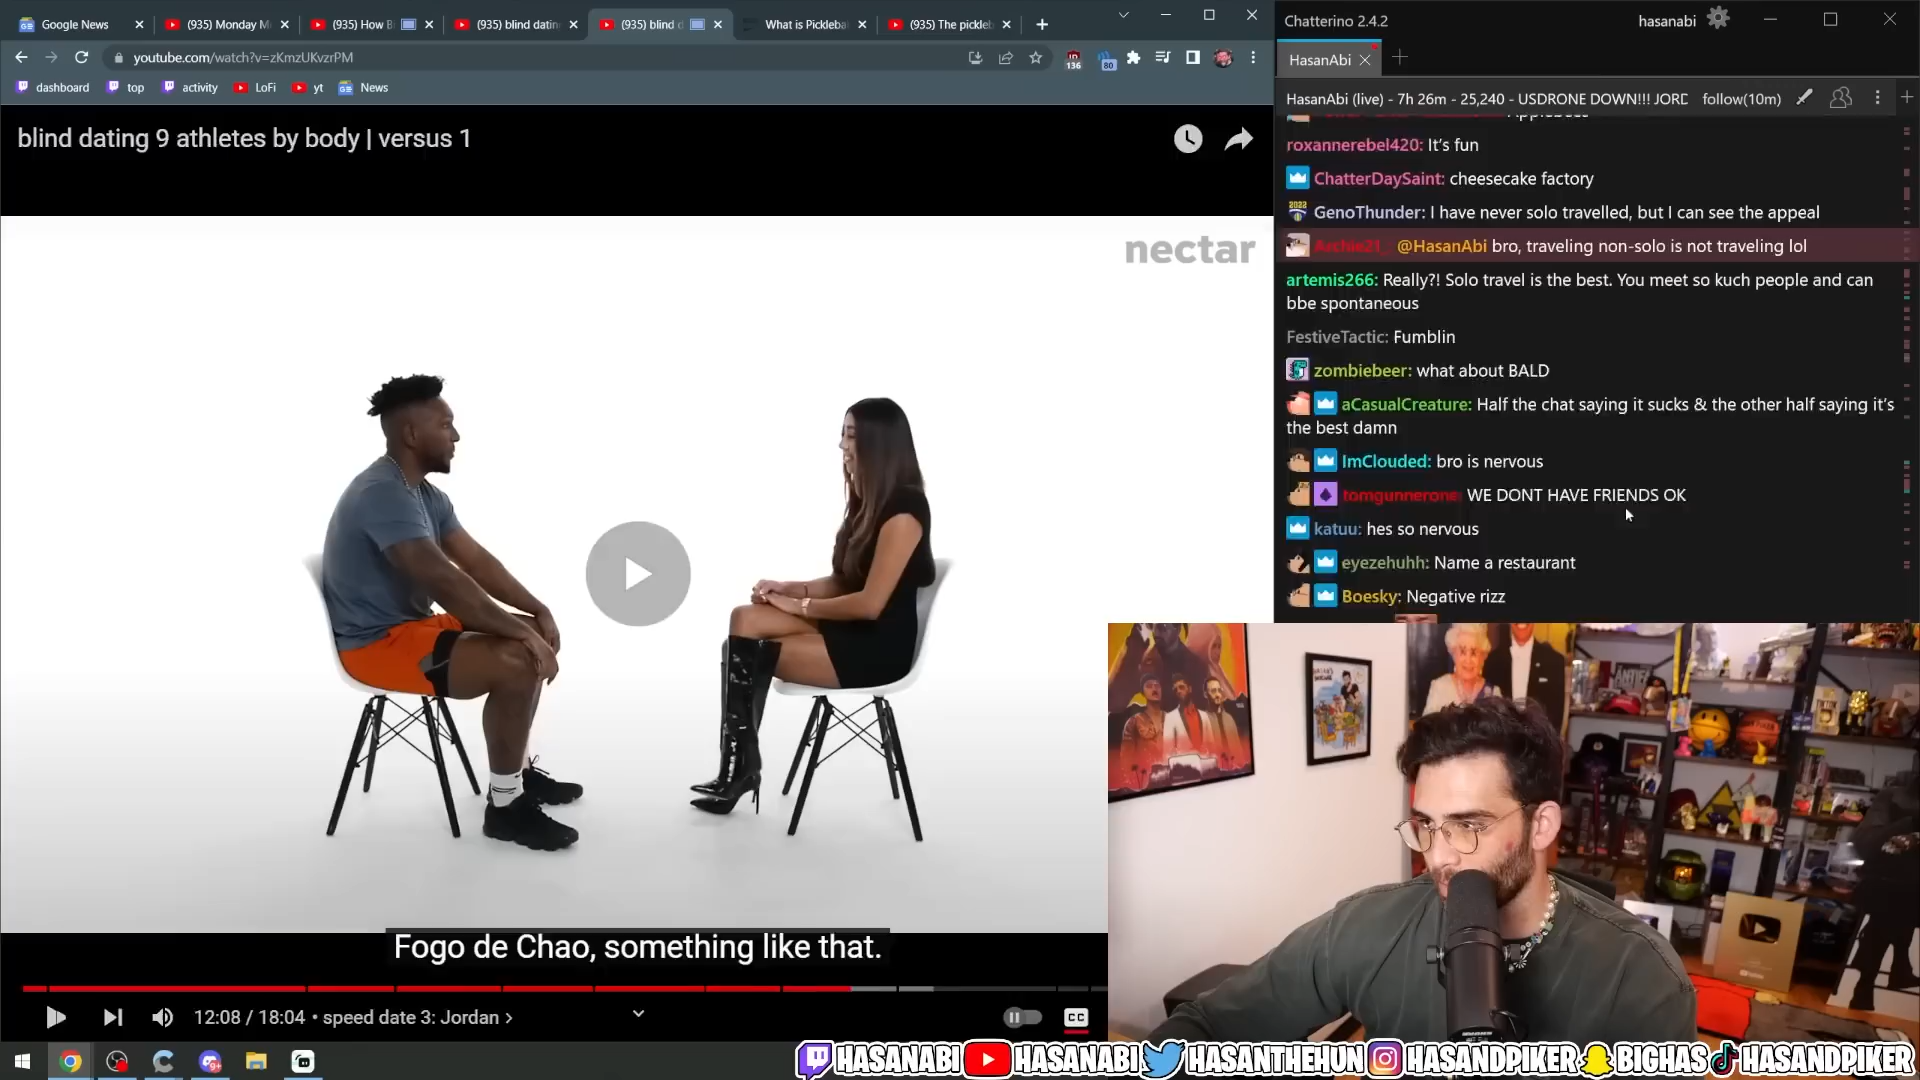 Google News
(935) Monday M
(935) How B
(935) blind datin
(935) blind d
What is Pickleba
(935) The pickleb
youtube.com/watch?v=zKmzUKvzrPM
136
80
dashboard
top
activity
LoFi
yt
News
blind dating 9 athletes by body | versus 1
nectar
Fogo de Chao, something like that.
12:08 / 18:04 • speed date 3: Jordan >
CC
Chatterino 2.4.2
hasanabi
HasanAbi
HasanAbi (live) - 7h 26m - 25,240 - USDRONE DOWN!!! JORD
follow(10m)
roxannerebel420: It's fun
ChatterDaySaint: cheesecake factory
GenoThunder: I have never solo travelled, but I can see the appeal
Archie21_: @HasanAbi bro, traveling non-solo is not traveling lol
artemis266: Really?! Solo travel is the best. You meet so kuch people and can
bbe spontaneous
FestiveTactic: Fumblin
zombiebeer: what about BALD
aCasualCreature: Half the chat saying it sucks & the other half saying it's
the best damn
ImClouded: bro is nervous
tomgunnerone: WE DONT HAVE FRIENDS OK
katuu: hes so nervous
eyezehuhh: Name a restaurant
Boesky: Negative rizz
HASANABI
HASANABI
HASANTHEHUN
HASANDPIKER
BIGHAS
HASANDPIKER